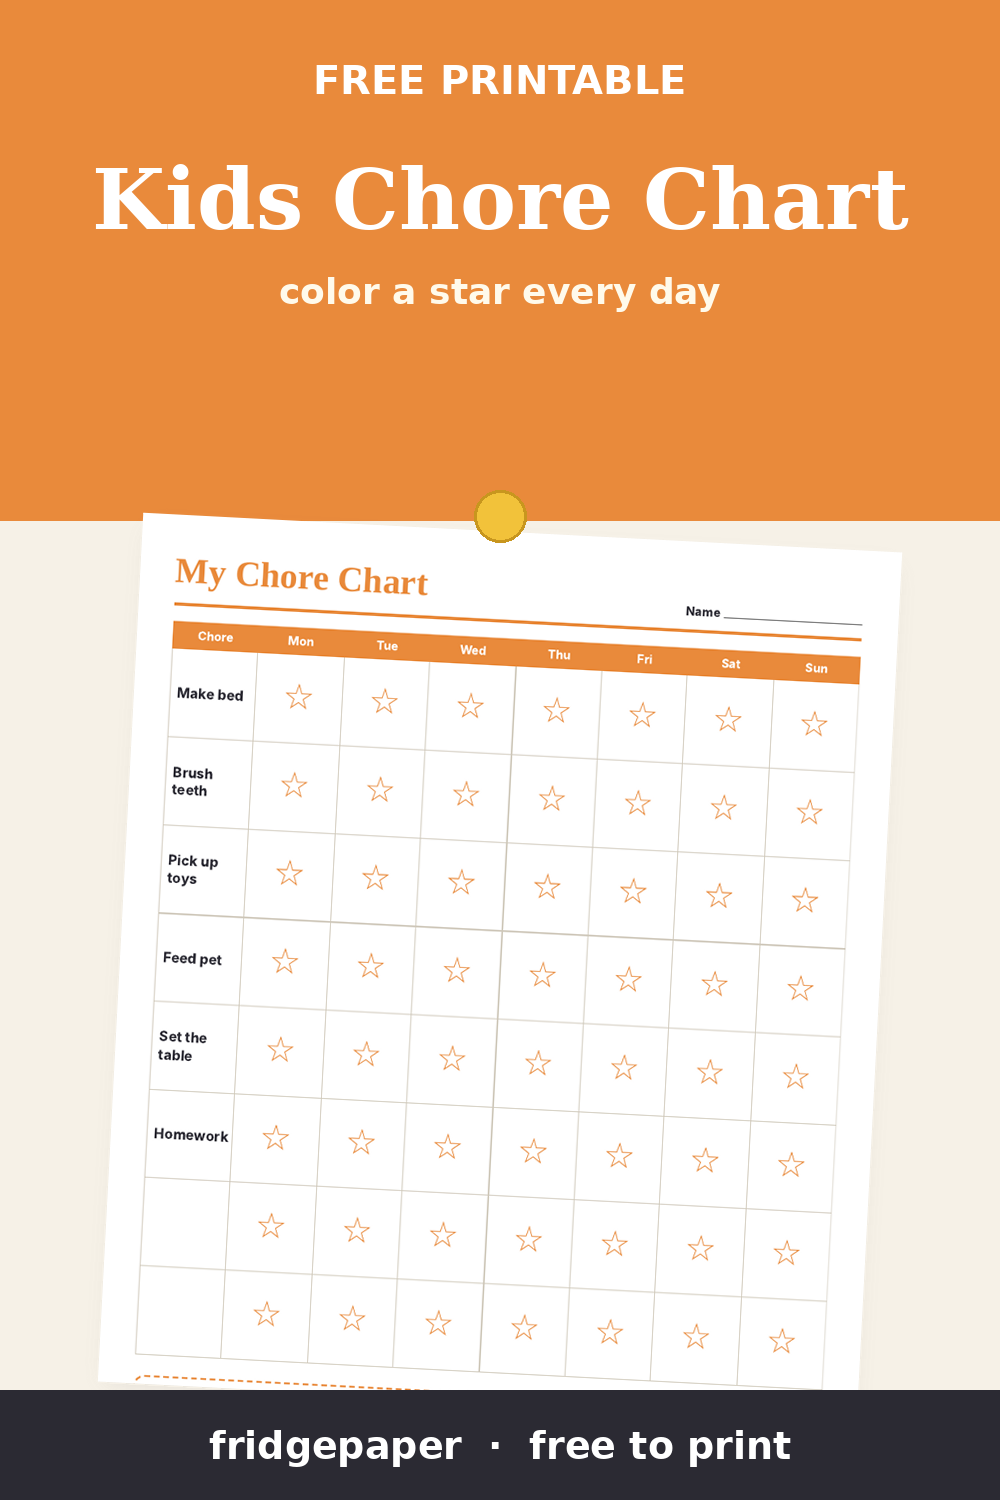 FREE PRINTABLE
Kids Chore Chart
color a star every day
My Chore Chart
Name
Chore Mon Tue Wed Thu Fri Sat Sun
Make bed
Brush
teeth
Pick up
toys
Feed pet
Set the
table
Homework
fridgepaper · free to print